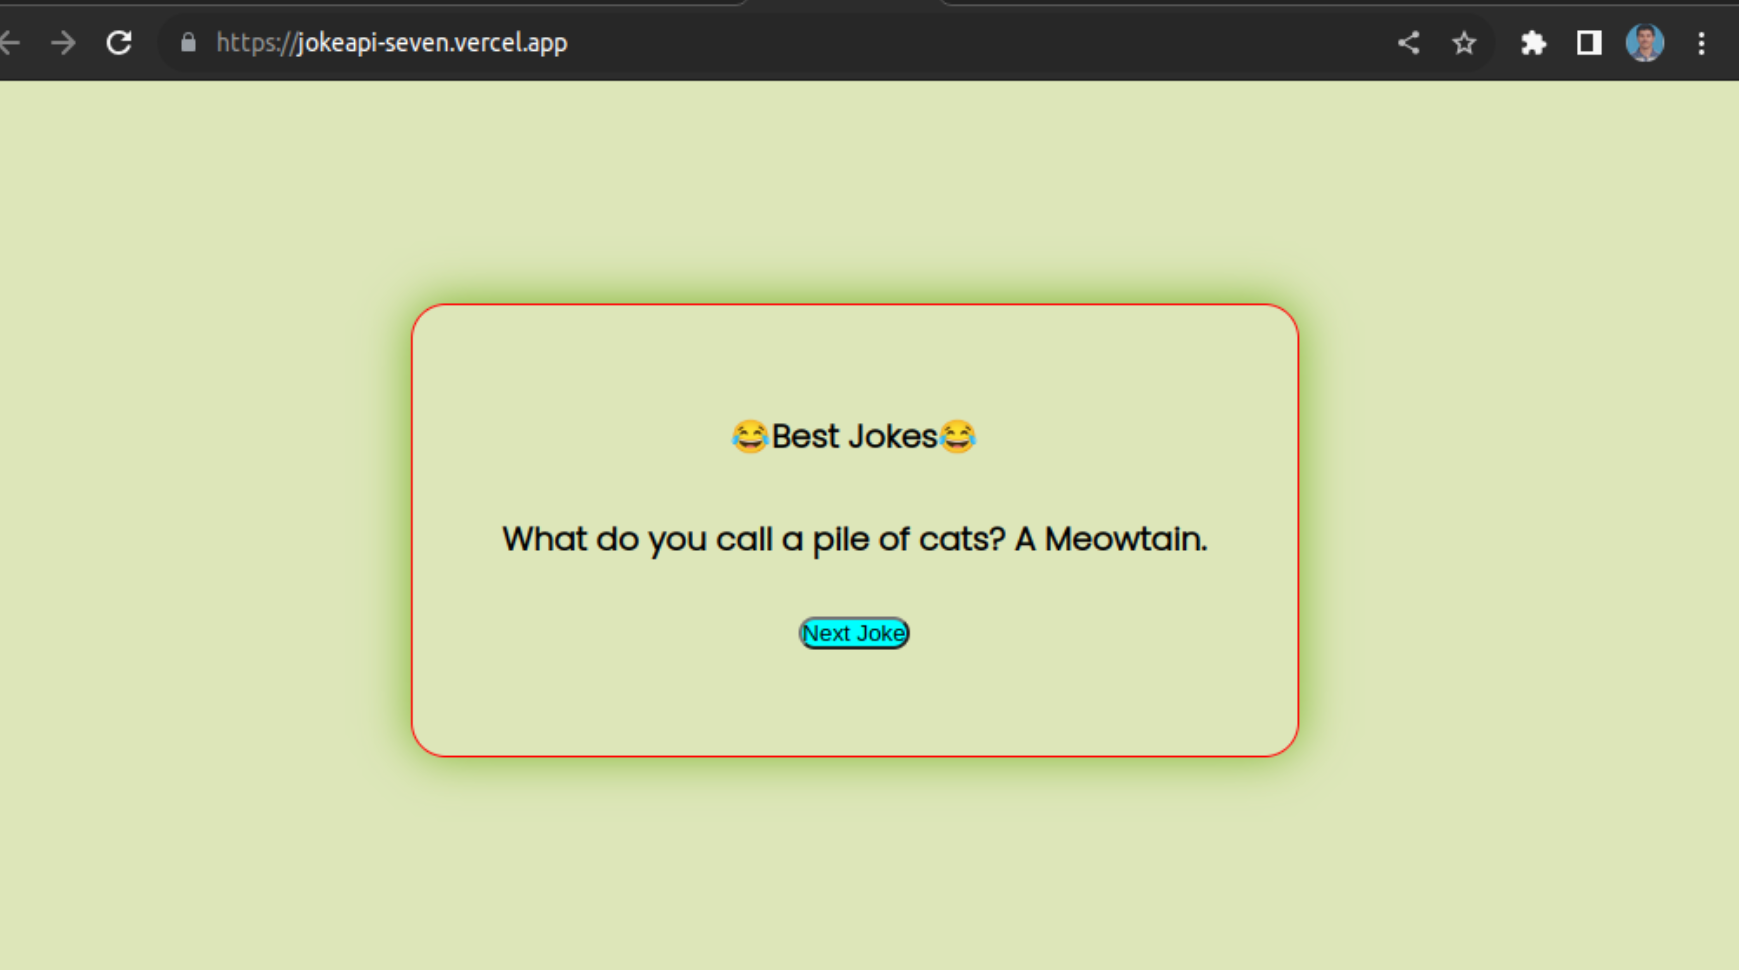 https://jokeapi-seven.vercel.app
😂Best Jokes😂
What do you call a pile of cats? A Meowtain.
Next Joke